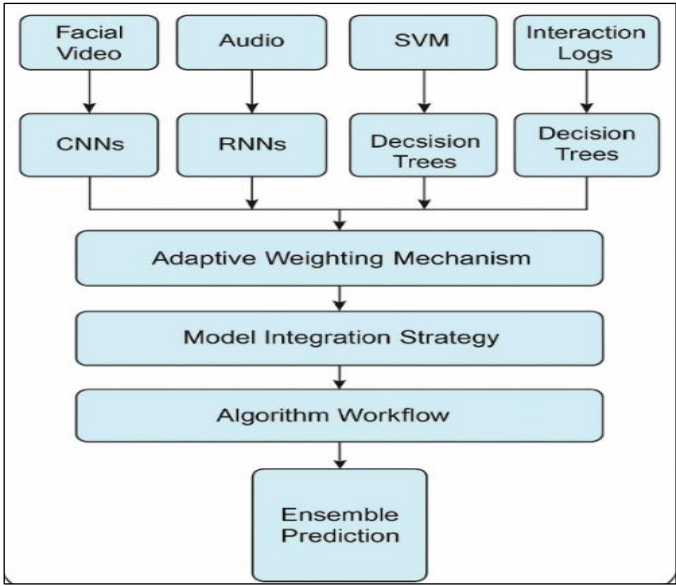 Facial
Video
Audio
SVM
Interaction
Logs
CNNs
RNNs
Decsision
Trees
Decision
Trees
Adaptive Weighting Mechanism
Model Integration Strategy
Algorithm Workflow
Ensemble
Prediction